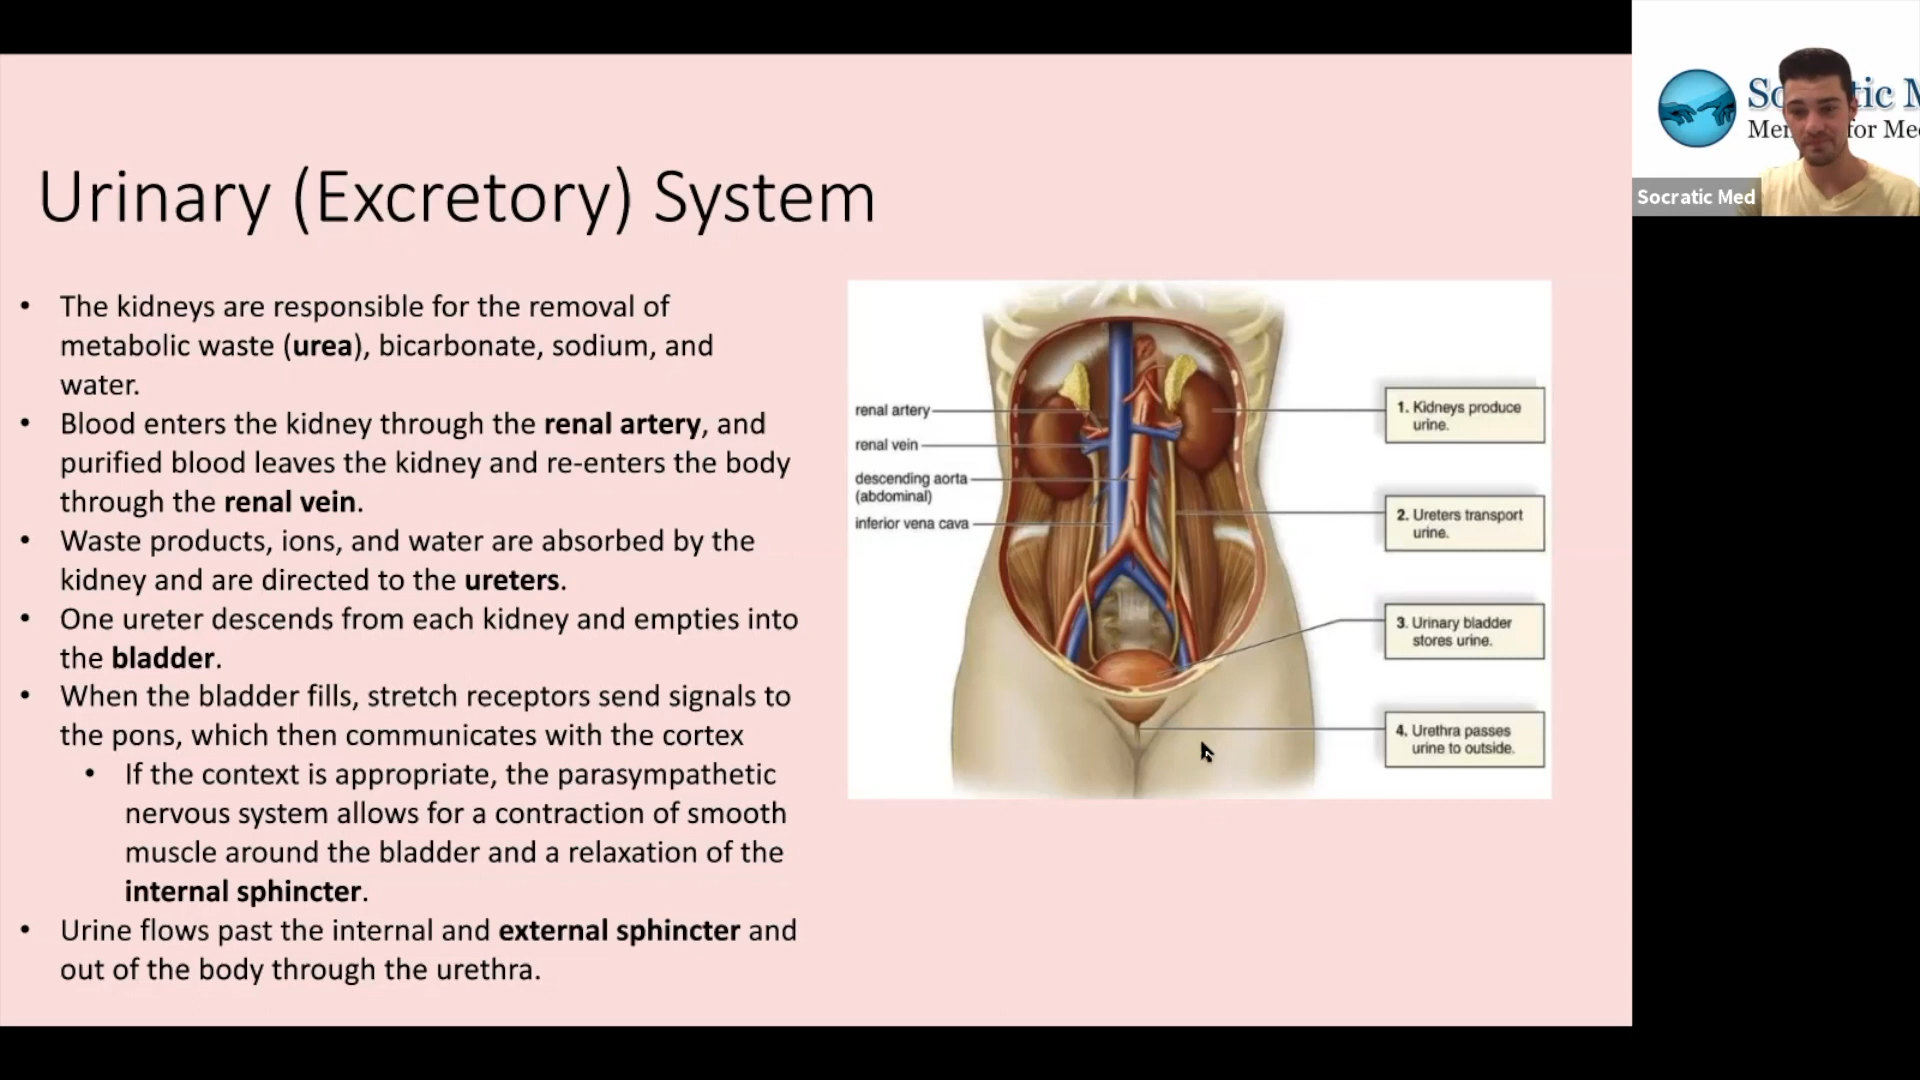 Urinary (Excretory) System
• The kidneys are responsible for the removal of
metabolic waste (urea), bicarbonate, sodium, and
water.
• Blood enters the kidney through the renal artery, and
purified blood leaves the kidney and re-enters the body
through the renal vein.
• Waste products, ions, and water are absorbed by the
kidney and are directed to the ureters.
• One ureter descends from each kidney and empties into
the bladder.
• When the bladder fills, stretch receptors send signals to
the pons, which then communicates with the cortex
• If the context is appropriate, the parasympathetic
nervous system allows for a contraction of smooth
muscle around the bladder and a relaxation of the
internal sphincter.
• Urine flows past the internal and external sphincter and
out of the body through the urethra.
renal artery
renal vein
descending aorta
(abdominal)
inferior vena cava
1. Kidneys produce
urine.
2. Ureters transport
urine.
3. Urinary bladder
stores urine.
4. Urethra passes
urine to outside.
for
Socratic Med